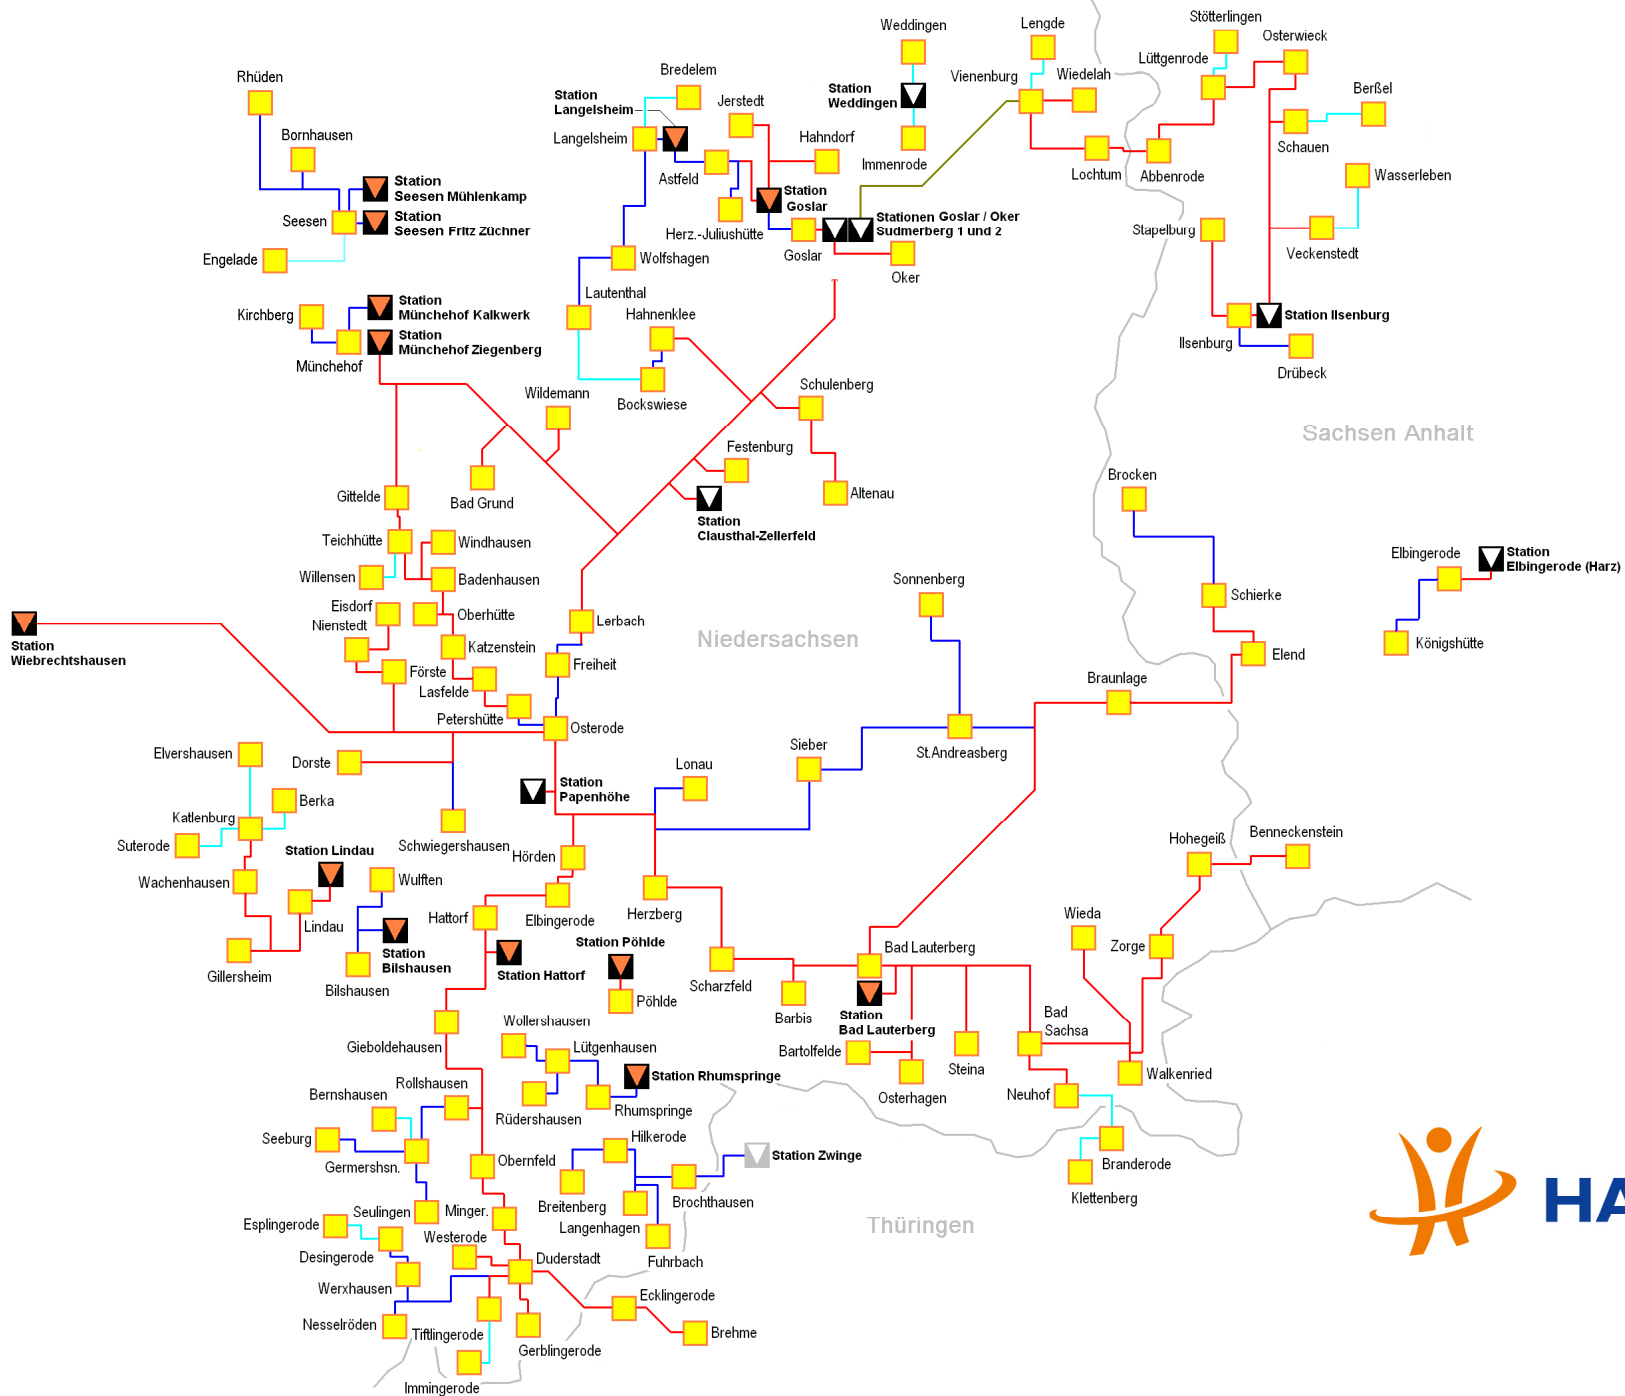 Stötterlingen
Weddingen
Lengde
Osterwieck
Lüttgenrode
Bredelem
Rhüden
Vienenburg
Wiedelah
Station
Langelsheim
Station
Weddingen
Berßel
Jerstedt
Bornhausen
Langelsheim
Hahndorf
Schauen
Immenrode
Astfeld
Lochtum
Abbenrode
Wasserleben
Station
Seesen Mühlenkamp
Station
Goslar
Seesen
Station
Seesen Fritz Züchner
Stationen Goslar / Oker
Sudmerberg 1 und 2
Herz.-Juliushütte
Stapelburg
Engelade
Wolfshagen
Goslar
Veckenstedt
Oker
Lautenthal
Station
Münchehof Kalkwerk
Kirchberg
Hahnenklee
Station Ilsenburg
Station
Münchehof Ziegenberg
Ilsenburg
Münchehof
Drübeck
Wildemann
Schulenberg
Bockswiese
Sachsen Anhalt
Festenburg
Brocken
Gittelde
Bad Grund
Altenau
Station
Clausthal-Zellerfeld
Teichhütte
Windhausen
Elbingerode
Station
Elbingerode (Harz)
Willensen
Badenhausen
Sonnenberg
Schierke
Eisdorf
Nienstedt
Oberhütte
Lerbach
Station
Wiebrechtshausen
Niedersachsen
Königshütte
Katzenstein
Elend
Freiheit
Förste
Lasfelde
Braunlage
Petershütte
Osterode
Sieber
St.Andreasberg
Elvershausen
Dorste
Lonau
Station
Papenhöhe
Berka
Katlenburg
Suterode
Schwiegershausen
Hohegeiß
Benneckenstein
Station Lindau
Hörden
Wachenhausen
Wulften
Herzberg
Wieda
Lindau
Hattorf
Elbingerode
Zorge
Station Pöhlde
Bad Lauterberg
Station
Bilshausen
Gillersheim
Station Hattorf
Scharzfeld
Bilshausen
Pöhlde
Barbis
Station
Bad Lauterberg
Bad
Sachsa
Wollershausen
Gieboldehausen
Lütgenhausen
Bartolfelde
Steina
Walkenried
Station Rhumspringe
Rollshausen
Bernshausen
Osterhagen
Neuhof
Rüdershausen
Rhumspringe
Seeburg
Hilkerode
Germershsn.
Obernfeld
Station Zwinge
Branderode
Breitenberg
Brochthausen
Klettenberg
Seulingen
Minger.
Esplingerode
Langenhagen
Thüringen
HA
Westerode
Desingerode
Duderstadt
Fuhrbach
Werxhausen
Ecklingerode
Nesselröden
Tiftlingerode
Brehme
Gerblingerode
Immingerode